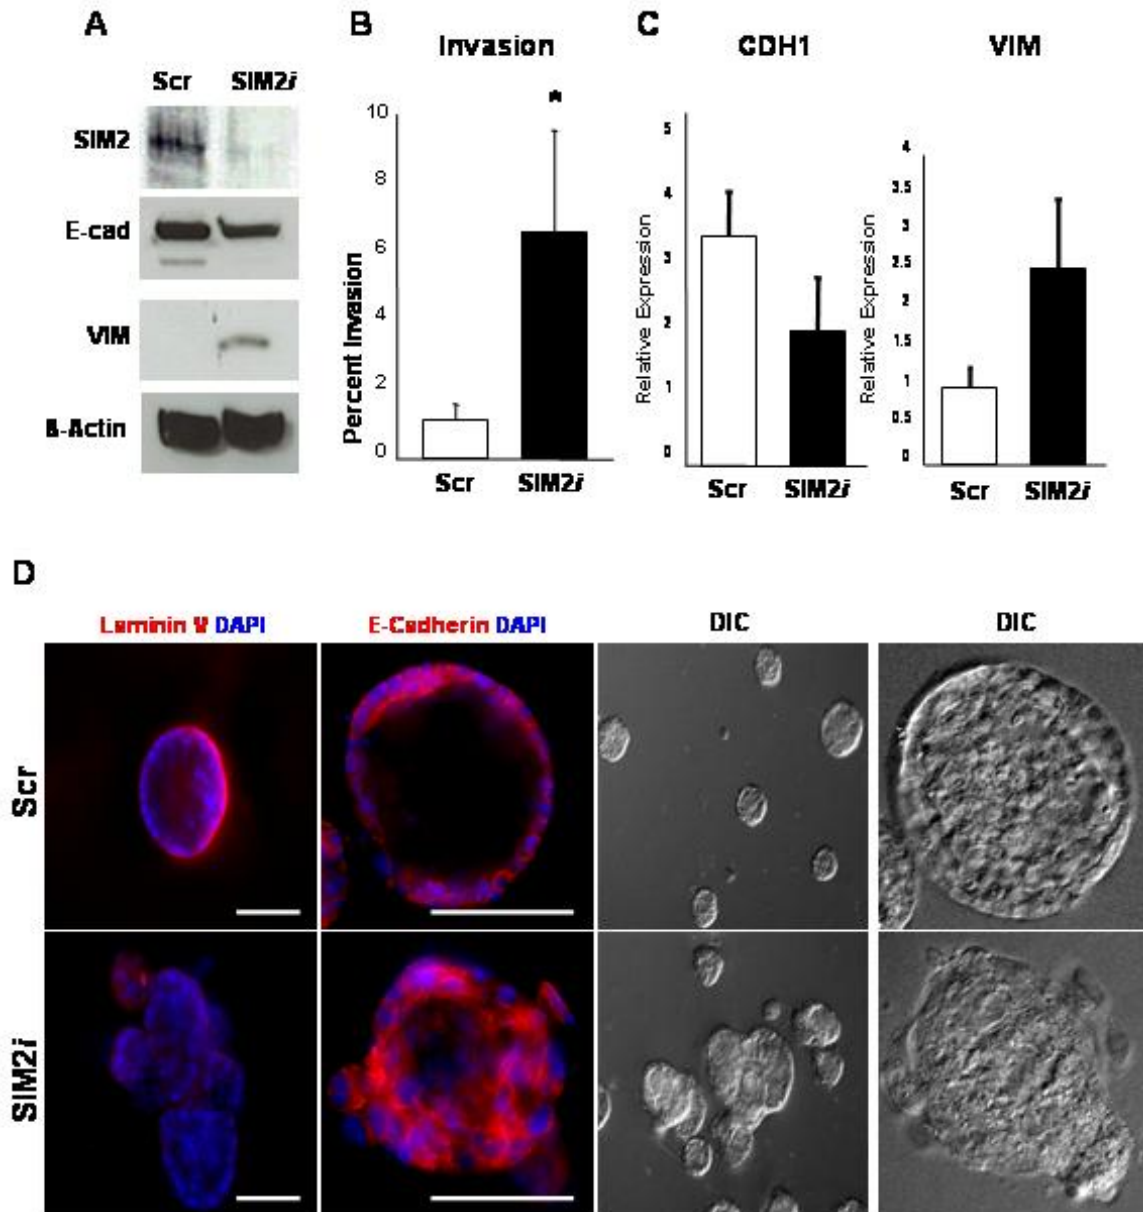 A
Scr SIM2i
SIM2
E-cad
VIM
ß-Actin
B
Invasion
*
Percent Invasion
10
8
6
4
2
0
Scr SIM2i
C
CDH1
Relative Expression
5
4
3
2
1
0
Scr SIM2i
VIM
Relative Expression
4
3.5
3
2.5
2
1.5
1
0.5
0
Scr SIM2i
D
Laminin V DAPI
E-Cadherin DAPI
DIC
DIC
Scr
SIM2i